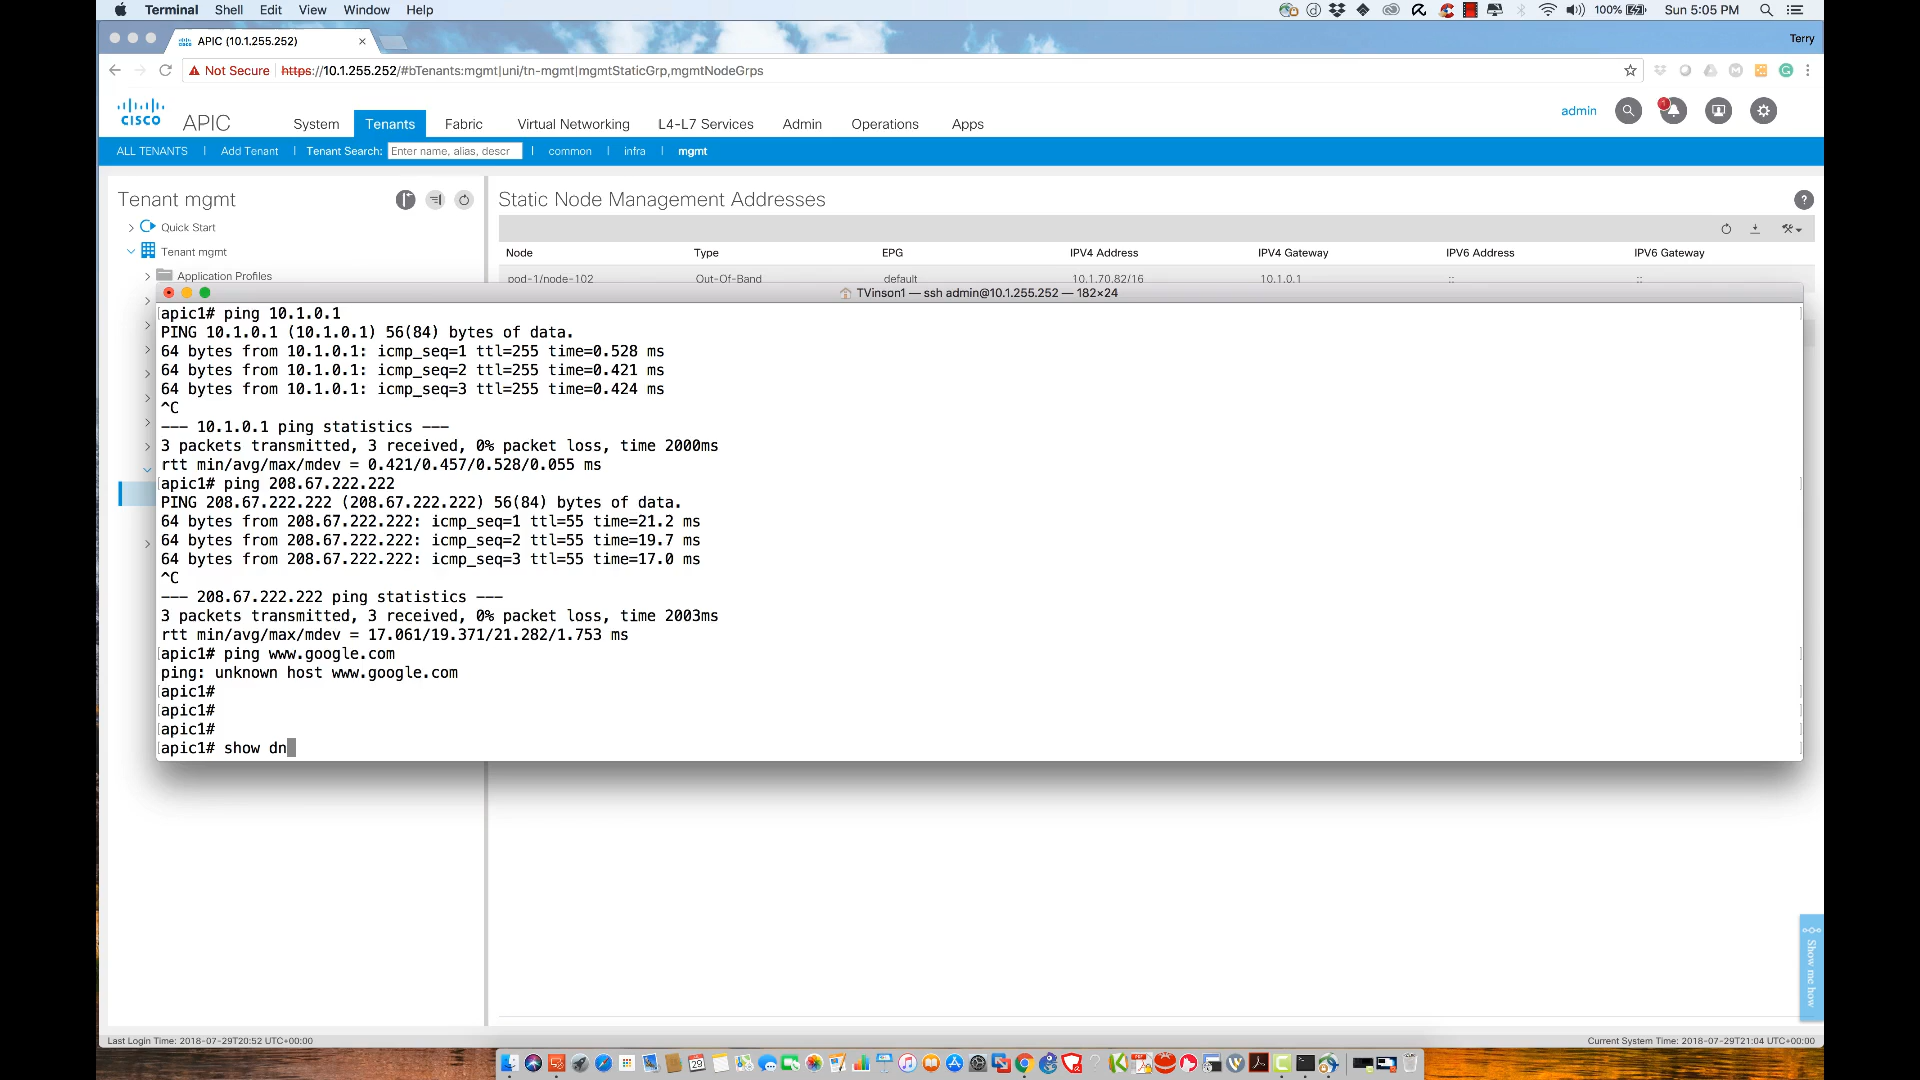 Terminal Shell Edit View Window Help 100% Sun 5:05 PM
APIC (10.1.255.252) Terry
Not Secure https://10.1.255.252/#bTenants:mgmt|uni/tn-mgmt|mgmtStaticGrp,mgmtNodeGrps
CISCO APIC System Tenants Fabric Virtual Networking L4-L7 Services Admin Operations Apps admin 1
ALL TENANTS | Add Tenant | Tenant Search: Enter name, alias, descr | common | infra | mgmt
Tenant mgmt
Quick Start
Tenant mgmt
Application Profiles
Static Node Management Addresses
Node Type EPG IPV4 Address IPV4 Gateway IPV6 Address IPV6 Gateway
pod-1/node-102 Out-Of-Band default 10.1.70.82/16 10.1.0.1 :: ::
TVinson1 — ssh admin@10.1.255.252 — 182×24
apic1# ping 10.1.0.1
PING 10.1.0.1 (10.1.0.1) 56(84) bytes of data.
64 bytes from 10.1.0.1: icmp_seq=1 ttl=255 time=0.528 ms
64 bytes from 10.1.0.1: icmp_seq=2 ttl=255 time=0.421 ms
64 bytes from 10.1.0.1: icmp_seq=3 ttl=255 time=0.424 ms
^C
--- 10.1.0.1 ping statistics ---
3 packets transmitted, 3 received, 0% packet loss, time 2000ms
rtt min/avg/max/mdev = 0.421/0.457/0.528/0.055 ms
apic1# ping 208.67.222.222
PING 208.67.222.222 (208.67.222.222) 56(84) bytes of data.
64 bytes from 208.67.222.222: icmp_seq=1 ttl=55 time=21.2 ms
64 bytes from 208.67.222.222: icmp_seq=2 ttl=55 time=19.7 ms
64 bytes from 208.67.222.222: icmp_seq=3 ttl=55 time=17.0 ms
^C
--- 208.67.222.222 ping statistics ---
3 packets transmitted, 3 received, 0% packet loss, time 2003ms
rtt min/avg/max/mdev = 17.061/19.371/21.282/1.753 ms
apic1# ping www.google.com
ping: unknown host www.google.com
apic1#
apic1#
apic1#
apic1# show dn
Show me how
Last Login Time: 2018-07-29T20:52 UTC+00:00
Current System Time: 2018-07-29T21:04 UTC+00:00